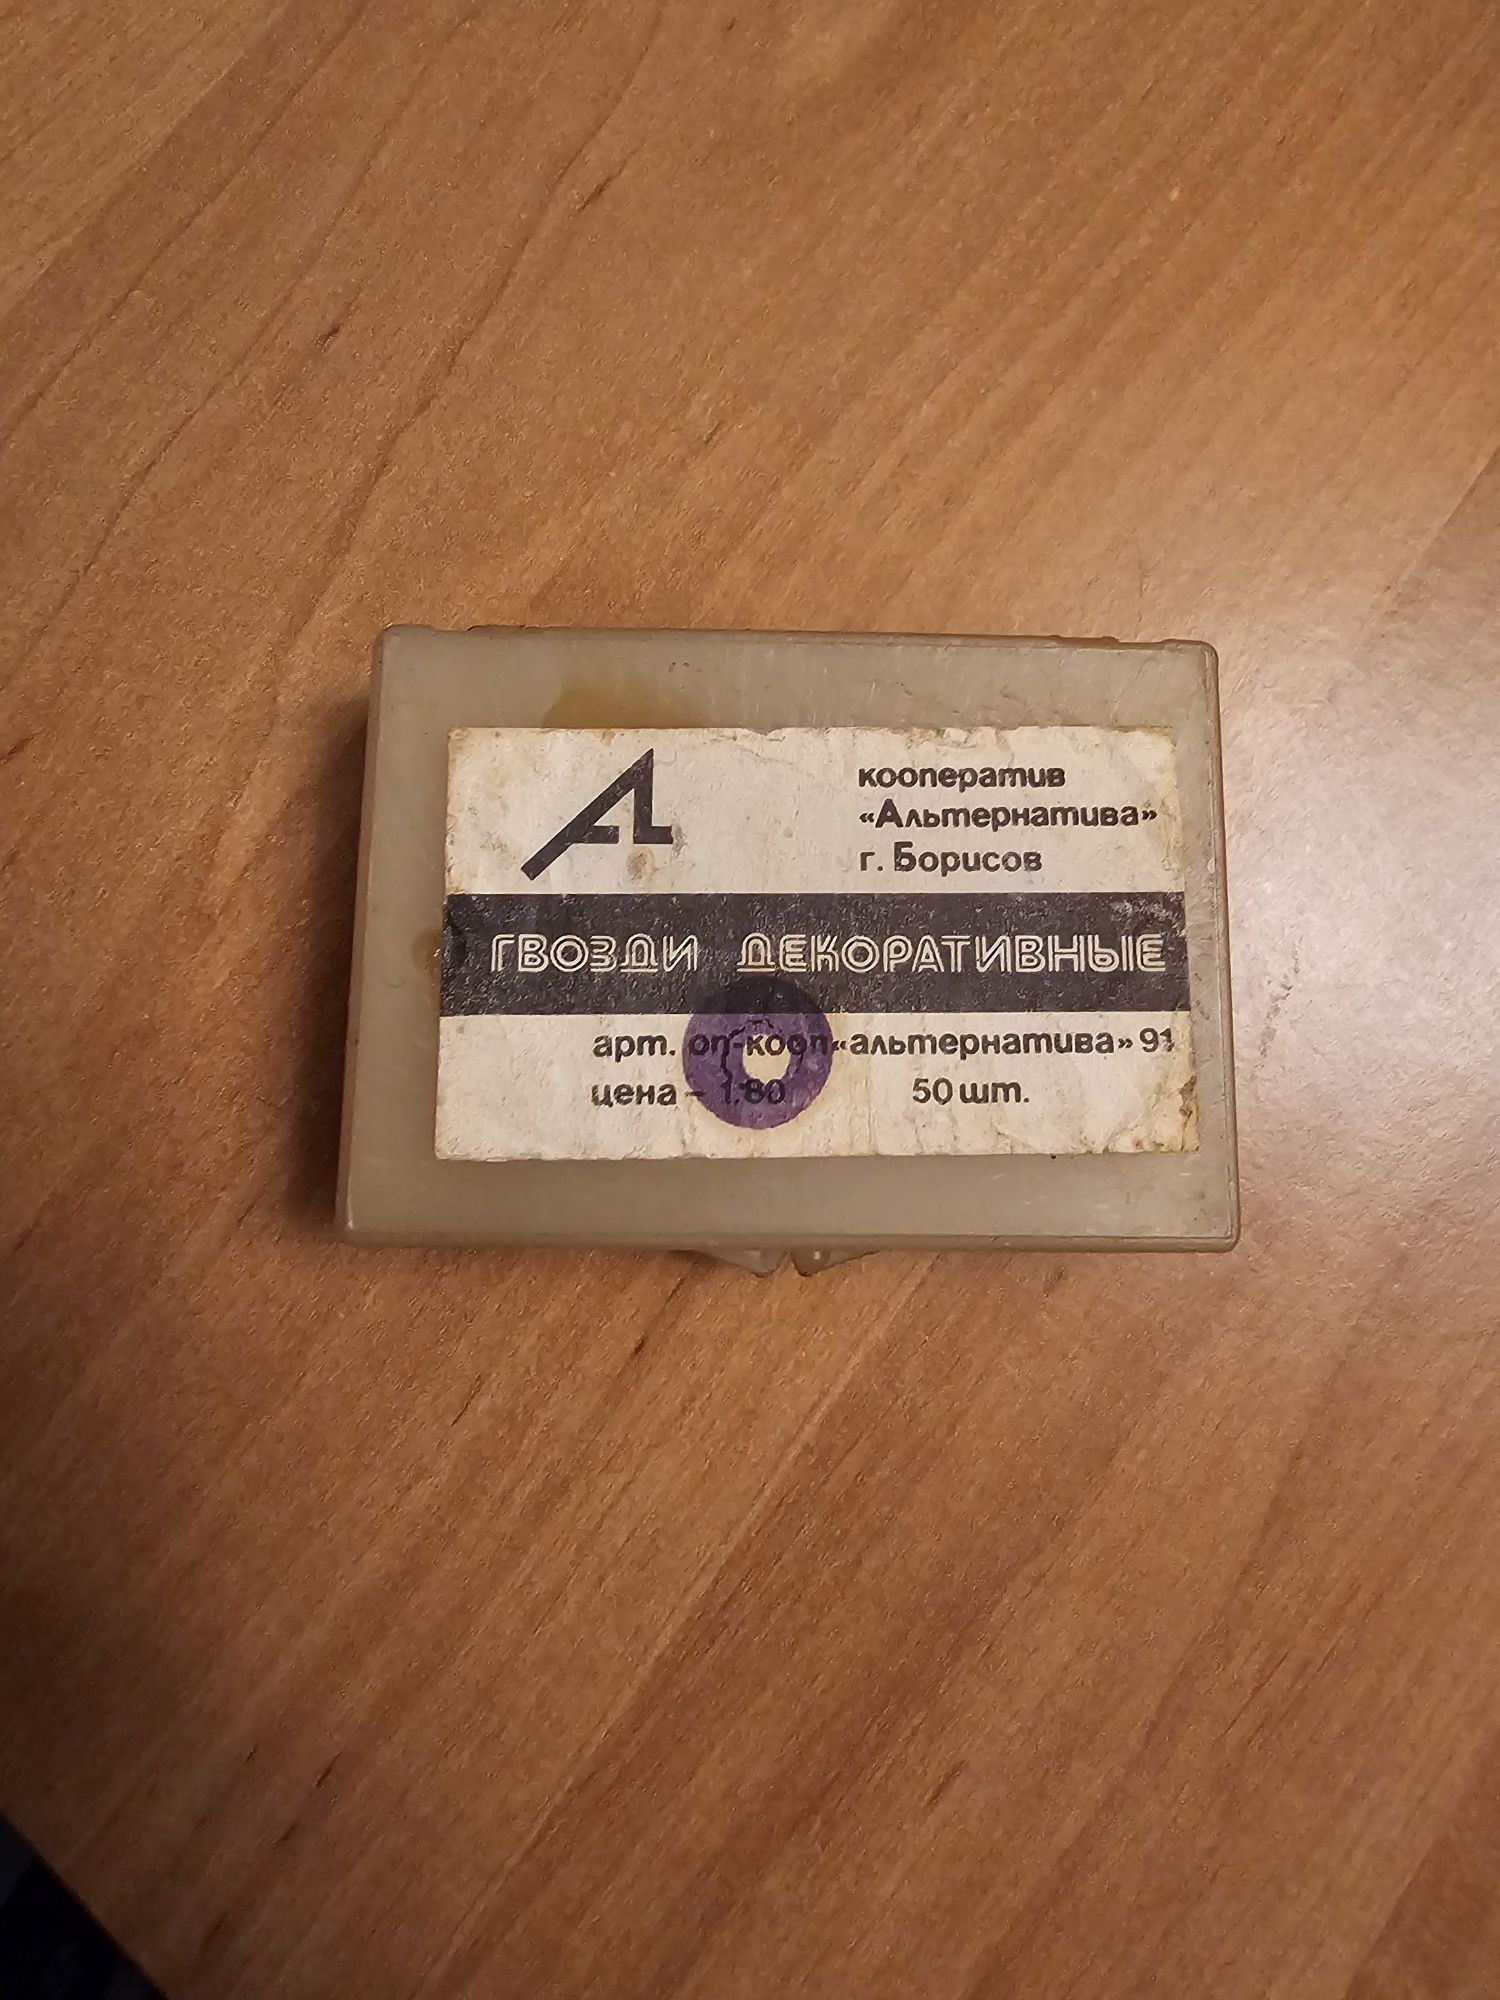 кооператив
«Альтернатива»
г. Борисов
ГВОЗДИ ДЕКОРАТИВНЫЕ
арт. оп-кооп «альтернатива» 91
цена – 1.80 50 шт.